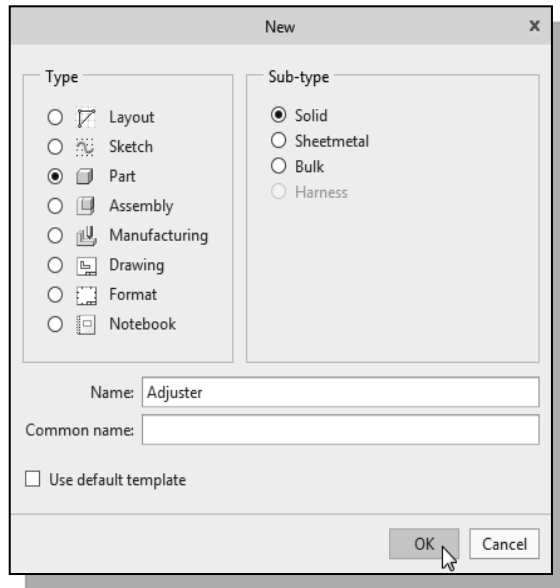 New
x
Type
Layout
Sketch
Part
Assembly
Manufacturing
Drawing
Format
Notebook
Sub-type
Solid
Sheetmetal
Bulk
Harness
Name: Adjuster
Common name:
Use default template
OK
Cancel